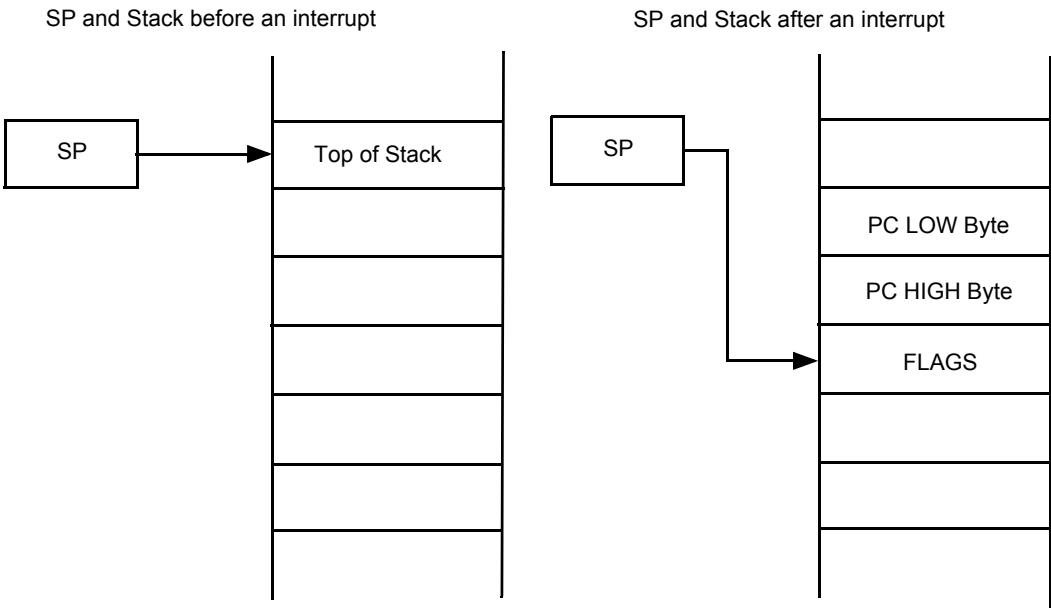 SP and Stack before an interrupt
SP and Stack after an interrupt
SP
Top of Stack
SP
PC LOW Byte
PC HIGH Byte
FLAGS